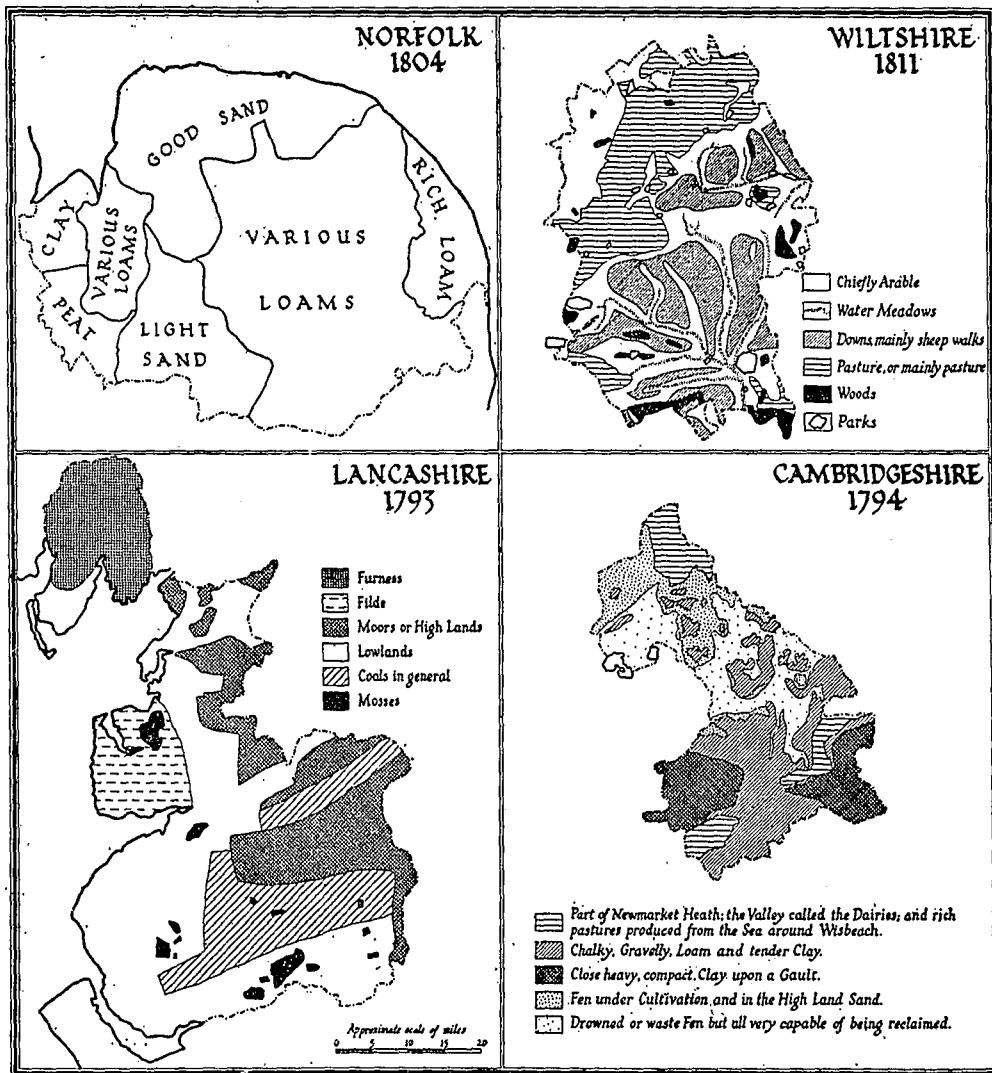 NORFOLK
1804
GOOD SAND
RICH LOAM
CLAY
VARIOUS
LOAMS
VARIOUS
LOAMS
PEAT
LIGHT
SAND
WILTSHIRE
1811
Chiefly Arable
Water Meadows
Downs, mainly sheep walks
Pasture, or mainly pasture
Woods
Parks
LANCASHIRE
1793
Furness
Filde
Moors or High Lands
Lowlands
Coals in general
Mosses
Approximate scale of miles
0 5 10 20
CAMBRIDGESHIRE
1794
Part of Newmarket Heath; the Valley called the Dairies; and rich
pastures produced from the Sea around Wisbeach.
Chalky, Gravelly, Loam and tender Clay.
Close heavy, compact, Clay upon a Gault.
Fen under Cultivation, and in the High Land Sand.
Drowned or waste Fen but all very capable of being reclaimed.